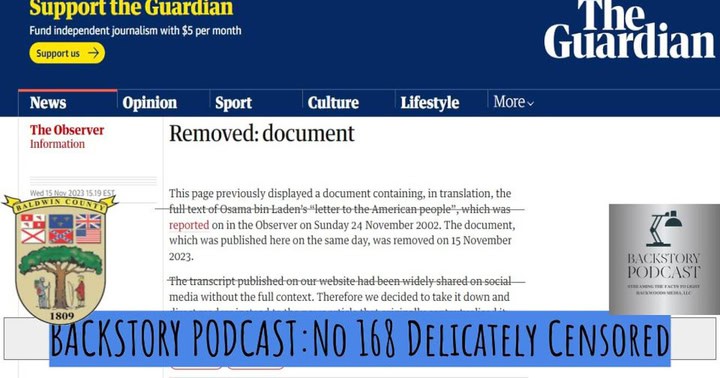 Support the Guardian
Fund independent journalism with $5 per month
Support us
The
Guardian
News
Opinion
Sport
Culture
Lifestyle
More
The Observer
Information
Removed: document
Wed 15 Nov 2023 15.19 EST
This page previously displayed a document containing, in translation, the
full text of Osama bin Laden's “letter to the American people”, which was
reported on in the Observer on Sunday 24 November 2002. The document,
which was published here on the same day, was removed on 15 November
2023.
The transcript published on our website had been widely shared on social
media without the full context. Therefore we decided to take it down and
BALDWIN COUNTY
1809
BACKSTORY
PODCAST
BACKWOODS MEDIA, LLC
BACKSTORY PODCAST: No 168 Delicately Censored